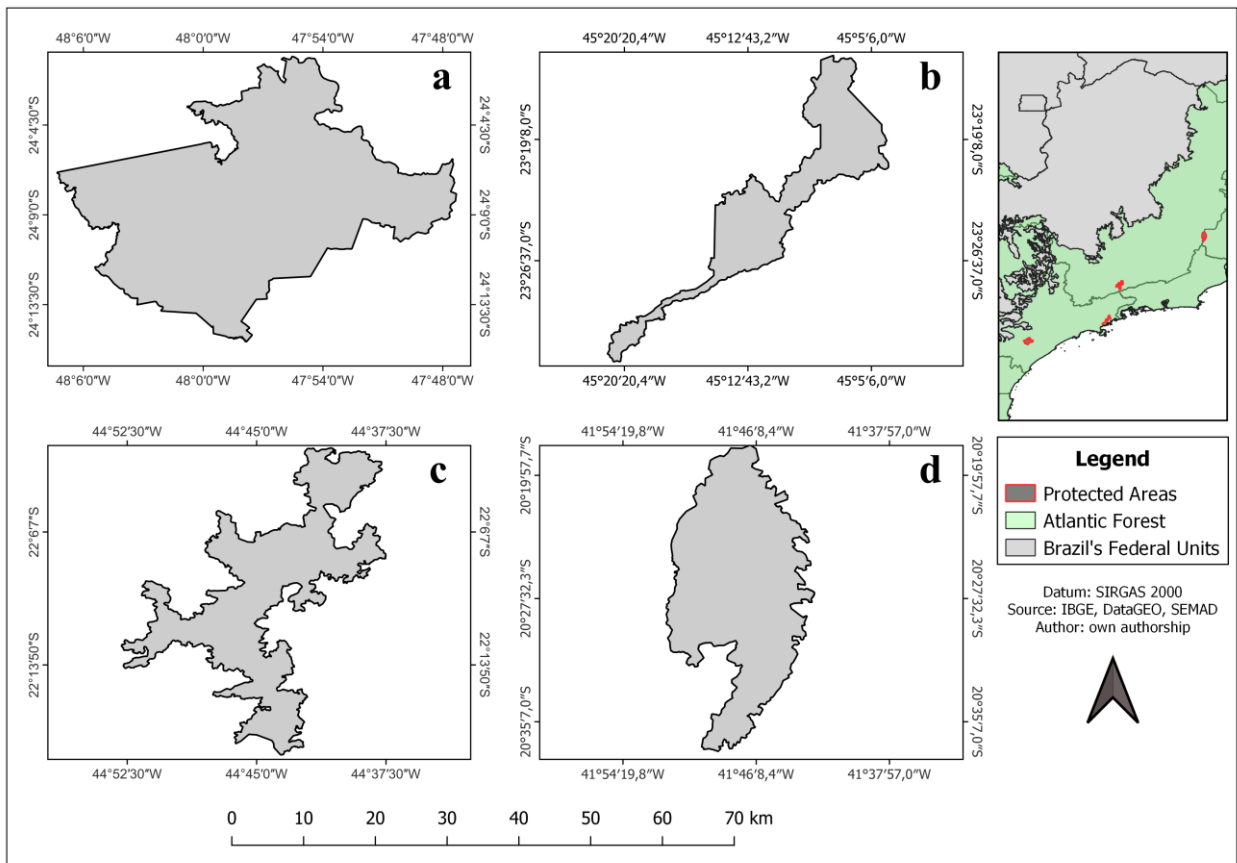 48°6′0″W 48°0′0″W 47°54′0″W 47°48′0″W
a
24°4′30″S 24°4′30″S
24°9′0″S 24°9′0″S
24°13′30″S 24°13′30″S
48°6′0″W 48°0′0″W 47°54′0″W 47°48′0″W
45°20′20,4″W 45°12′43,2″W 45°5′6,0″W
b
23°19′8,0″S 23°19′8,0″S
23°26′37,0″S 23°26′37,0″S
45°20′20,4″W 45°12′43,2″W 45°5′6,0″W
44°52′30″W 44°45′0″W 44°37′30″W
c
22°6′7″S 22°6′7″S
22°13′50″S 22°13′50″S
44°52′30″W 44°45′0″W 44°37′30″W
41°54′19,8″W 41°46′8,4″W 41°37′57,0″W
d
20°19′57,7″S 20°19′57,7″S
20°27′32,3″S 20°27′32,3″S
20°35′7,0″S 20°35′7,0″S
41°54′19,8″W 41°46′8,4″W 41°37′57,0″W
Legend
Protected Areas
Atlantic Forest
Brazil's Federal Units
Datum: SIRGAS 2000
Source: IBGE, DataGEO, SEMAD
Author: own authorship
0 10 20 30 40 50 60 70 km